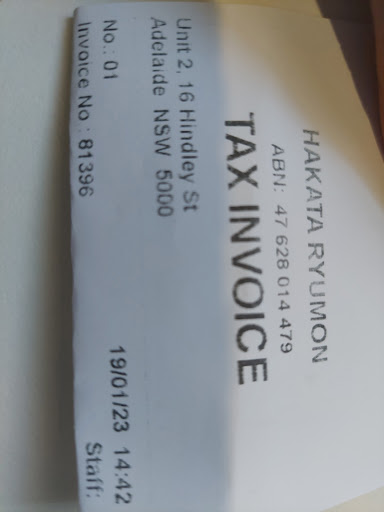 HAKATA RYUMON
ABN: 47 628 014 479
TAX INVOICE
Unit 2, 16 Hindley St
Adelaide NSW 5000
No.: 01 19/01/23 14:42
Invoice No : 81396 Staff: